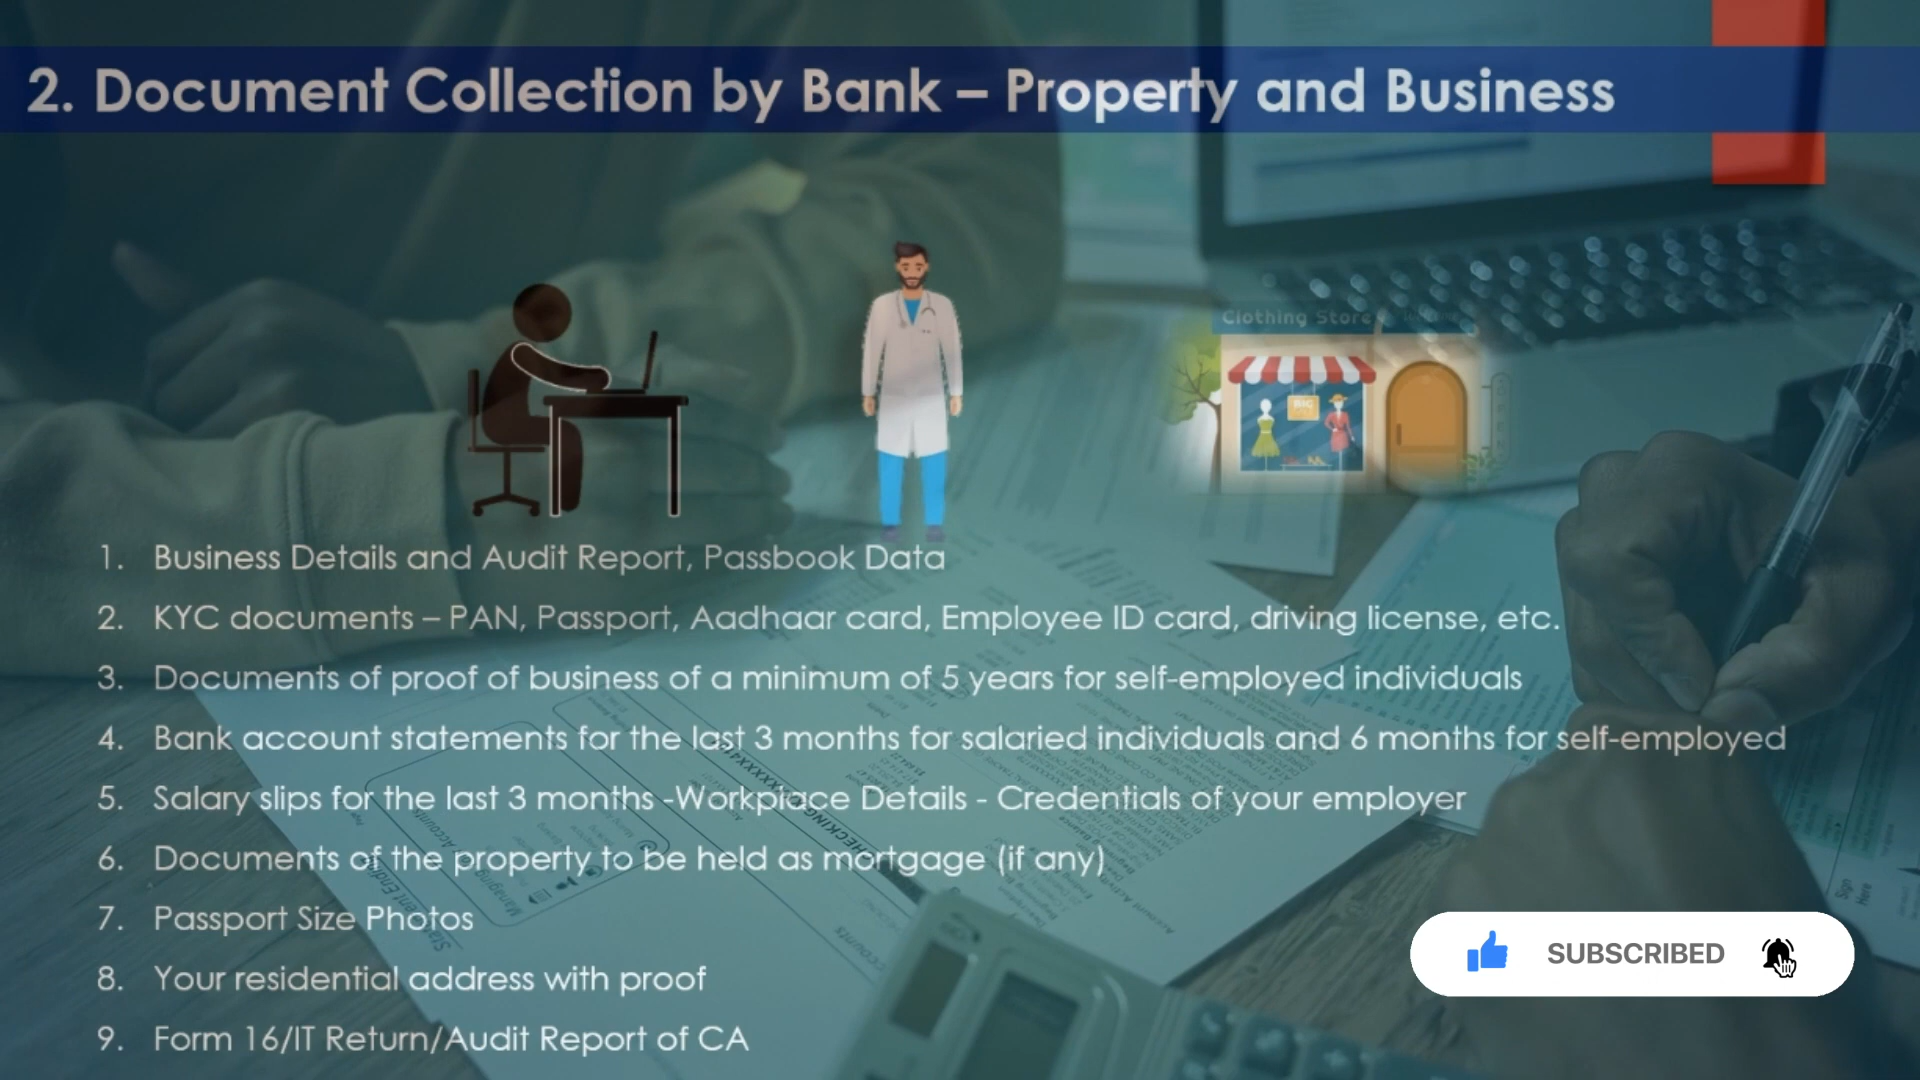 2. Document Collection by Bank – Property and Business
Clothing Store
BIG
1. Business Details and Audit Report, Passbook Data
2. KYC documents – PAN, Passport, Aadhaar card, Employee ID card, driving license, etc.
3. Documents of proof of business of a minimum of 5 years for self-employed individuals
4. Bank account statements for the last 3 months for salaried individuals and 6 months for self-employed
5. Salary slips for the last 3 months -Workplace Details - Credentials of your employer
6. Documents of the property to be held as mortgage (if any)
7. Passport Size Photos
8. Your residential address with proof
9. Form 16/IT Return/Audit Report of CA
Sign
Here
SUBSCRIBED